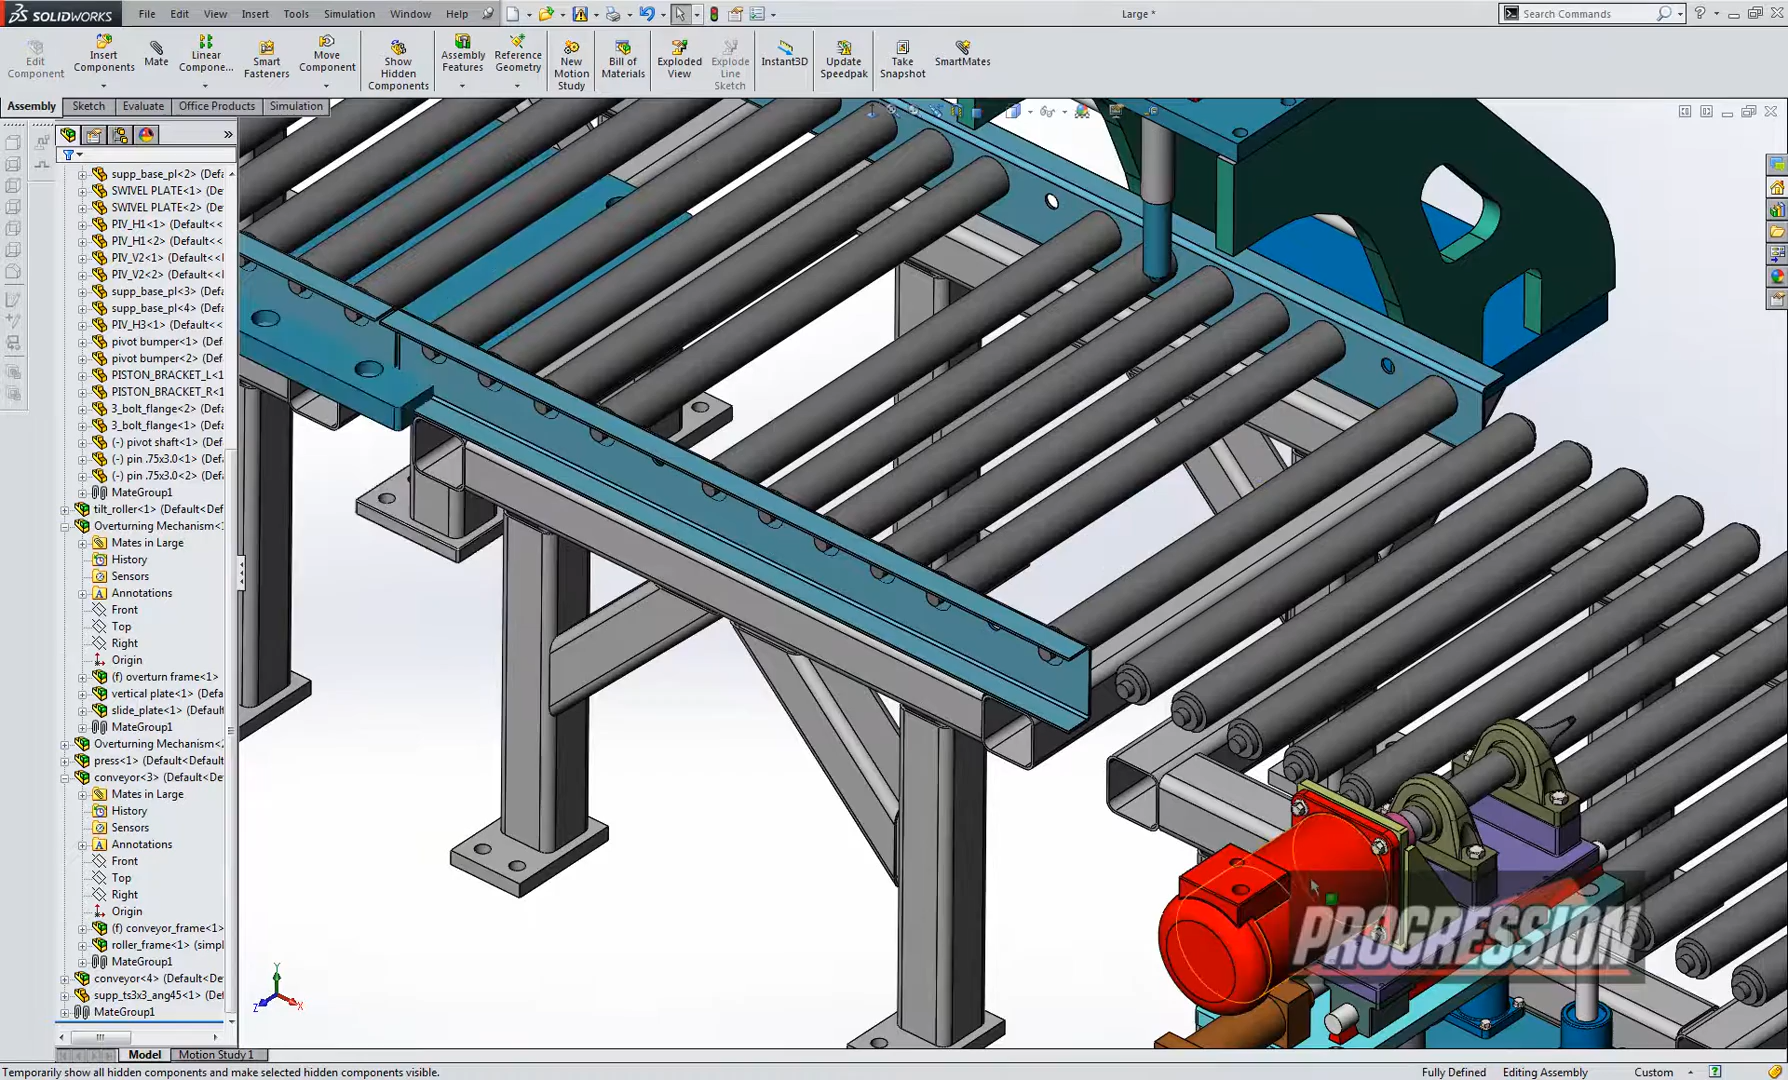 SOLIDWORKS
File Edit View Insert Tools Simulation Window Help
Large *
Search Commands
Edit Component
Insert Components
Mate
Linear Compone...
Smart Fasteners
Move Component
Show Hidden Components
Assembly Features
Reference Geometry
New Motion Study
Bill of Materials
Exploded View
Explode Line Sketch
Instant3D
Update Speedpak
Take Snapshot
SmartMates
Assembly Sketch Evaluate Office Products Simulation
supp_base_pl<2> (Defa
SWIVEL PLATE<1> (De
SWIVEL PLATE<2> (De
PIV_H1<1> (Default<<
PIV_H1<2> (Default<<
PIV_V2<1> (Default<<
PIV_V2<2> (Default<<
supp_base_pl<3> (Defa
supp_base_pl<4> (Defa
PIV_H3<1> (Default<<
pivot bumper<1> (Def
pivot bumper<2> (Def
PISTON_BRACKET_L<1
PISTON_BRACKET_R<1
3_bolt_flange<2> (Def
3_bolt_flange<1> (Def
(-) pivot shaft<1> (Def
(-) pin .75x3.0<1> (Def
(-) pin .75x3.0<2> (Def
MateGroup1
tilt_roller<1> (Default<Def
Overturning Mechanism<
Mates in Large
History
Sensors
Annotations
Front
Top
Right
Origin
(f) overturn frame<1>
vertical plate<1> (Defa
slide_plate<1> (Default
MateGroup1
Overturning Mechanism<
press<1> (Default<Default
conveyor<3> (Default<De
Mates in Large
History
Sensors
Annotations
Front
Top
Right
Origin
(f) conveyor_frame<1>
roller_frame<1> (simpl
MateGroup1
conveyor<4> (Default<De
supp_ts3x3_ang45<1> (De
MateGroup1
Y
Z X
PROGRESSION
Model Motion Study 1
Temporarily show all hidden components and make selected hidden components visible.
Fully Defined Editing Assembly Custom